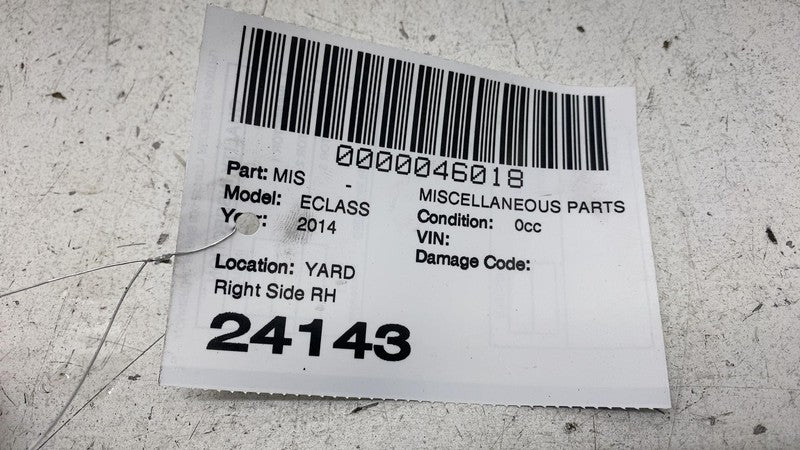 0000046018
Part: MIS -
MISCELLANEOUS PARTS
Model: ECLASS
Condition: 0cc
Year: 2014
VIN:
Damage Code:
Location: YARD
Right Side RH
24143